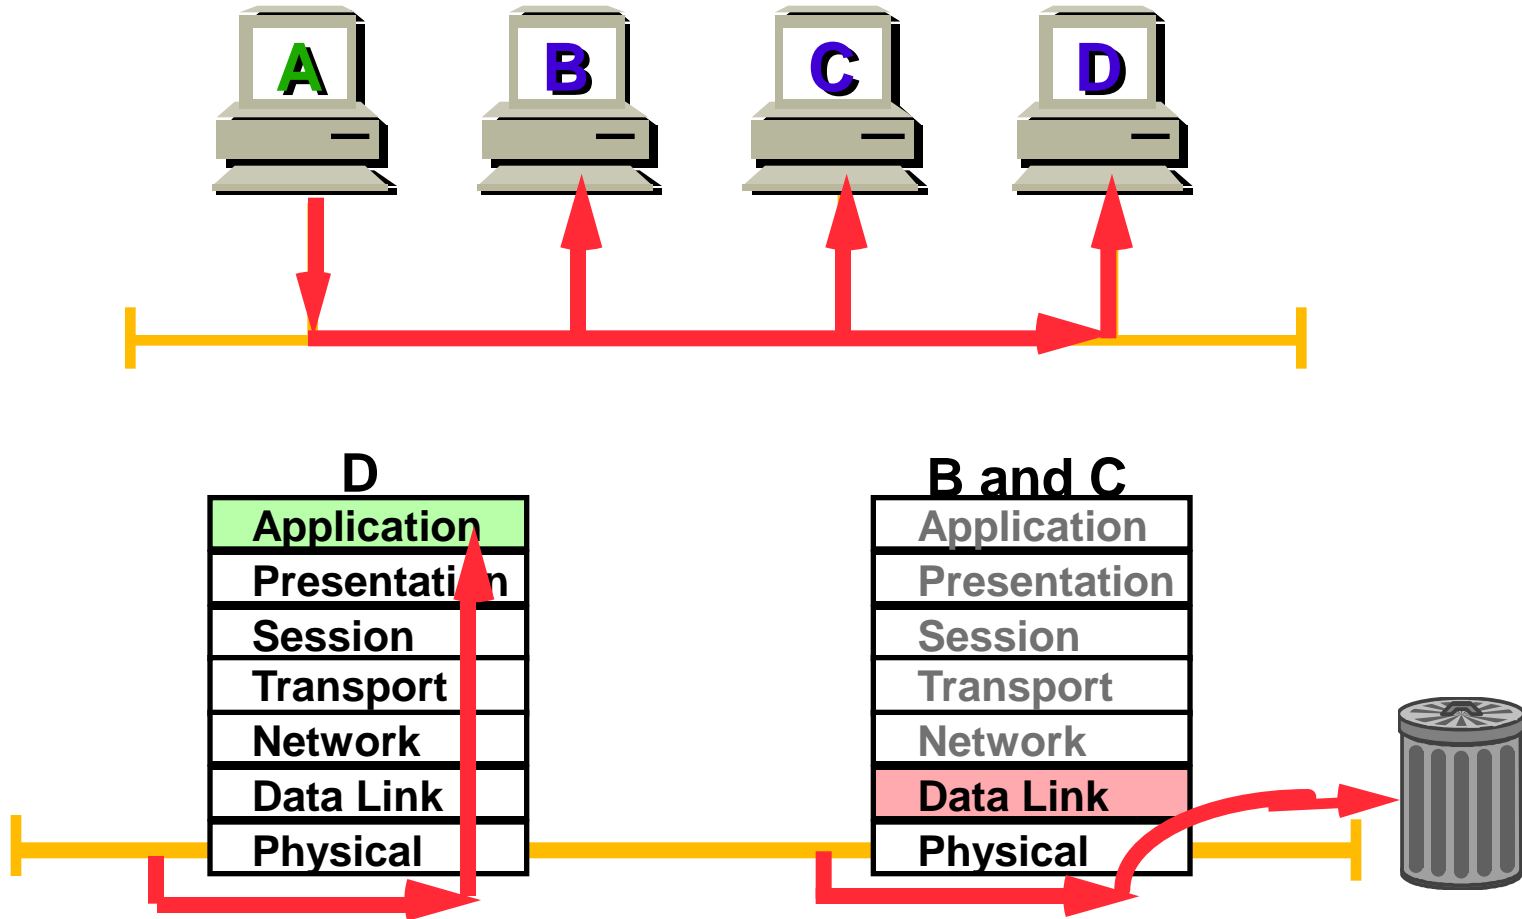 A
B
C
D
D
Application
Presentation
Session
Transport
Network
Data Link
Physical
B and C
Application
Presentation
Session
Transport
Network
Data Link
Physical